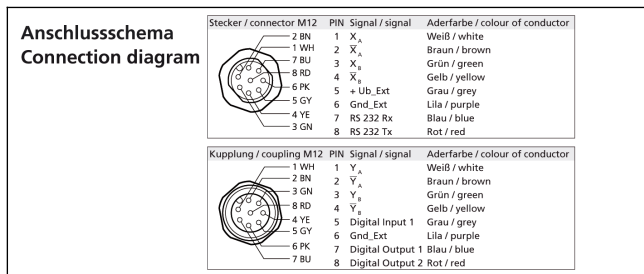 Anschlussschema
Connection diagram
Stecker / connector M12 PIN Signal / signal Aderfarbe / colour of conductor
2 BN
1 WH
7 BU
8 RD
6 PK
5 GY
4 YE
3 GN
1 X_A Weiß / white
2 X̅_A Braun / brown
3 X_B Grün / green
4 X̅_B Gelb / yellow
5 + Ub_Ext Grau / grey
6 Gnd_Ext Lila / purple
7 RS 232 Rx Blau / blue
8 RS 232 Tx Rot / red
Kupplung / coupling M12 PIN Signal / signal Aderfarbe / colour of conductor
1 WH
2 BN
3 GN
8 RD
4 YE
5 GY
6 PK
7 BU
1 Y_A Weiß / white
2 Y̅_A Braun / brown
3 Y_B Grün / green
4 Y̅_B Gelb / yellow
5 Digital Input 1 Grau / grey
6 Gnd_Ext Lila / purple
7 Digital Output 1 Blau / blue
8 Digital Output 2 Rot / red